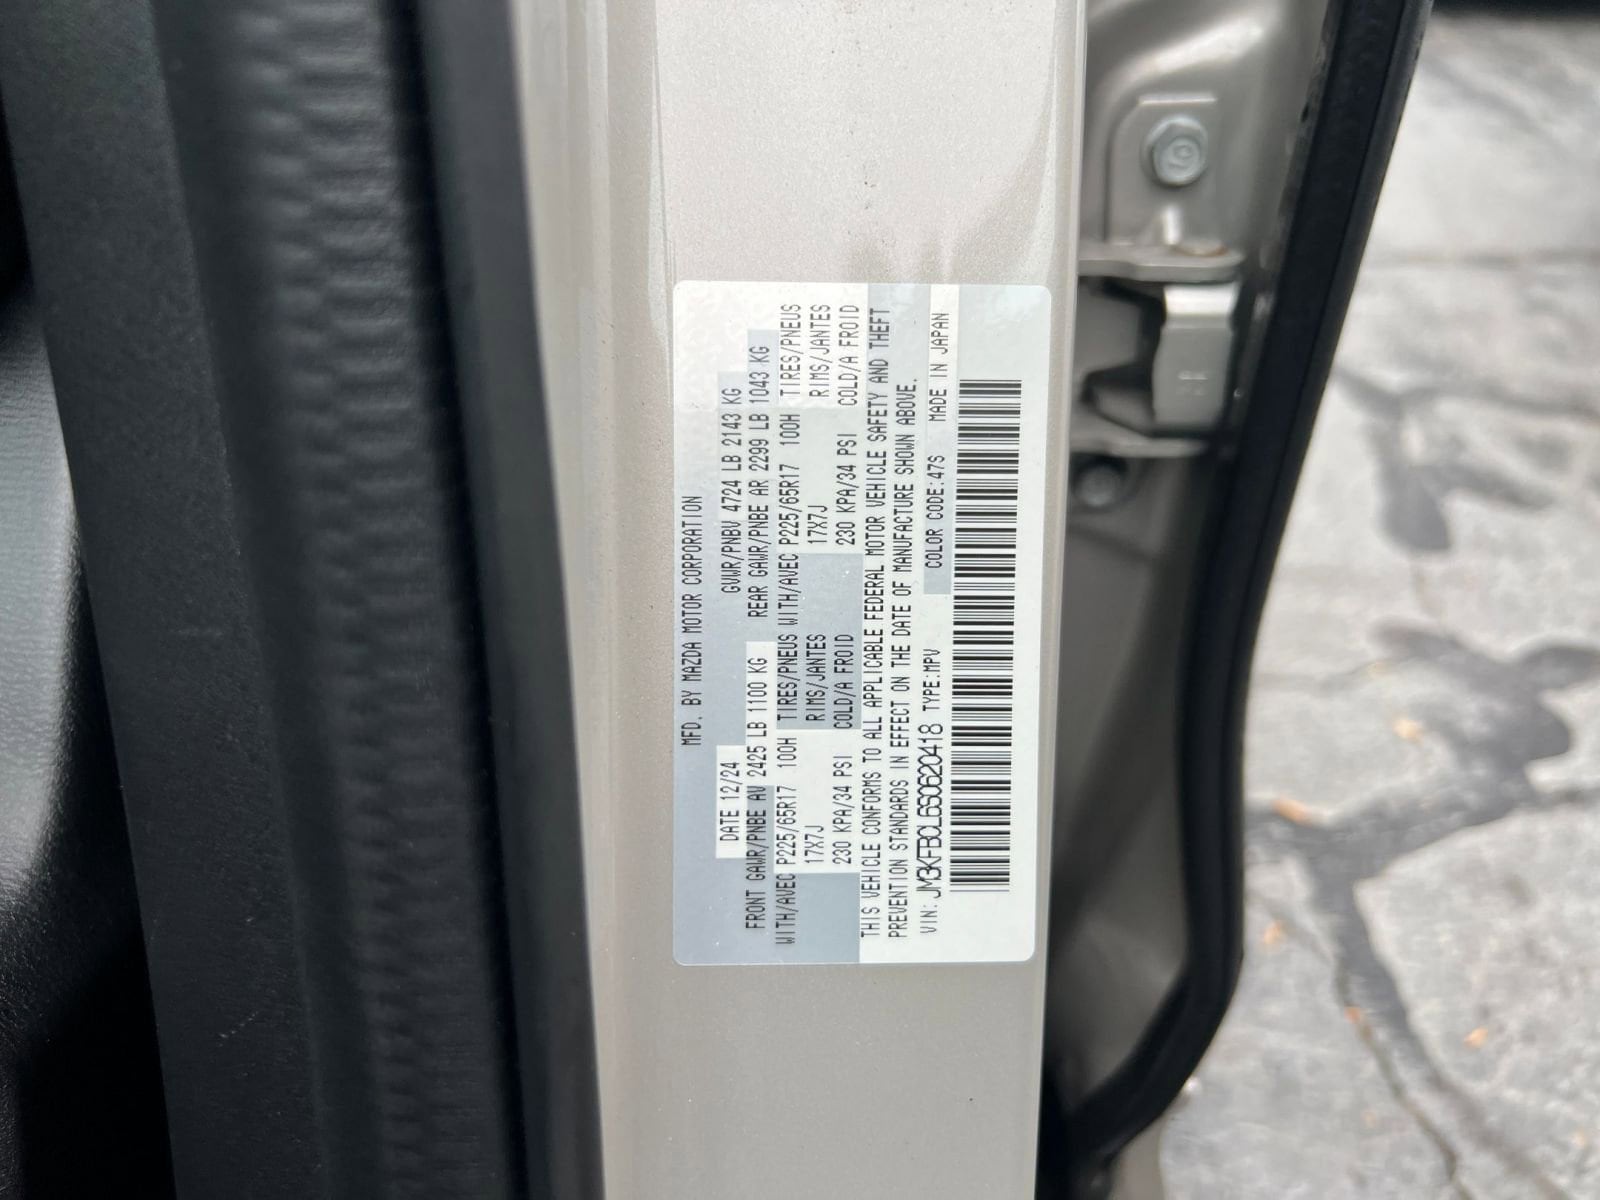 MFD. BY MAZDA MOTOR CORPORATION
DATE 12/24 GVWR/PNBV 4724 LB 2143 KG
FRONT GAWR/PNBE AV 2425 LB 1100 KG REAR GAWR/PNBE AR 2299 LB 1043 KG
WITH/AVEC P225/65R17 100H TIRES/PNEUS WITH/AVEC P225/65R17 100H TIRES/PNEUS
17X7J RIMS/JANTES 17X7J RIMS/JANTES
230 KPA/34 PSI COLD/A FROID 230 KPA/34 PSI COLD/A FROID
THIS VEHICLE CONFORMS TO ALL APPLICABLE FEDERAL MOTOR VEHICLE SAFETY AND THEFT
PREVENTION STANDARDS IN EFFECT ON THE DATE OF MANUFACTURE SHOWN ABOVE.
VIN: JM3KFBCL6S0620418 TYPE:MPV COLOR CODE:47S MADE IN JAPAN